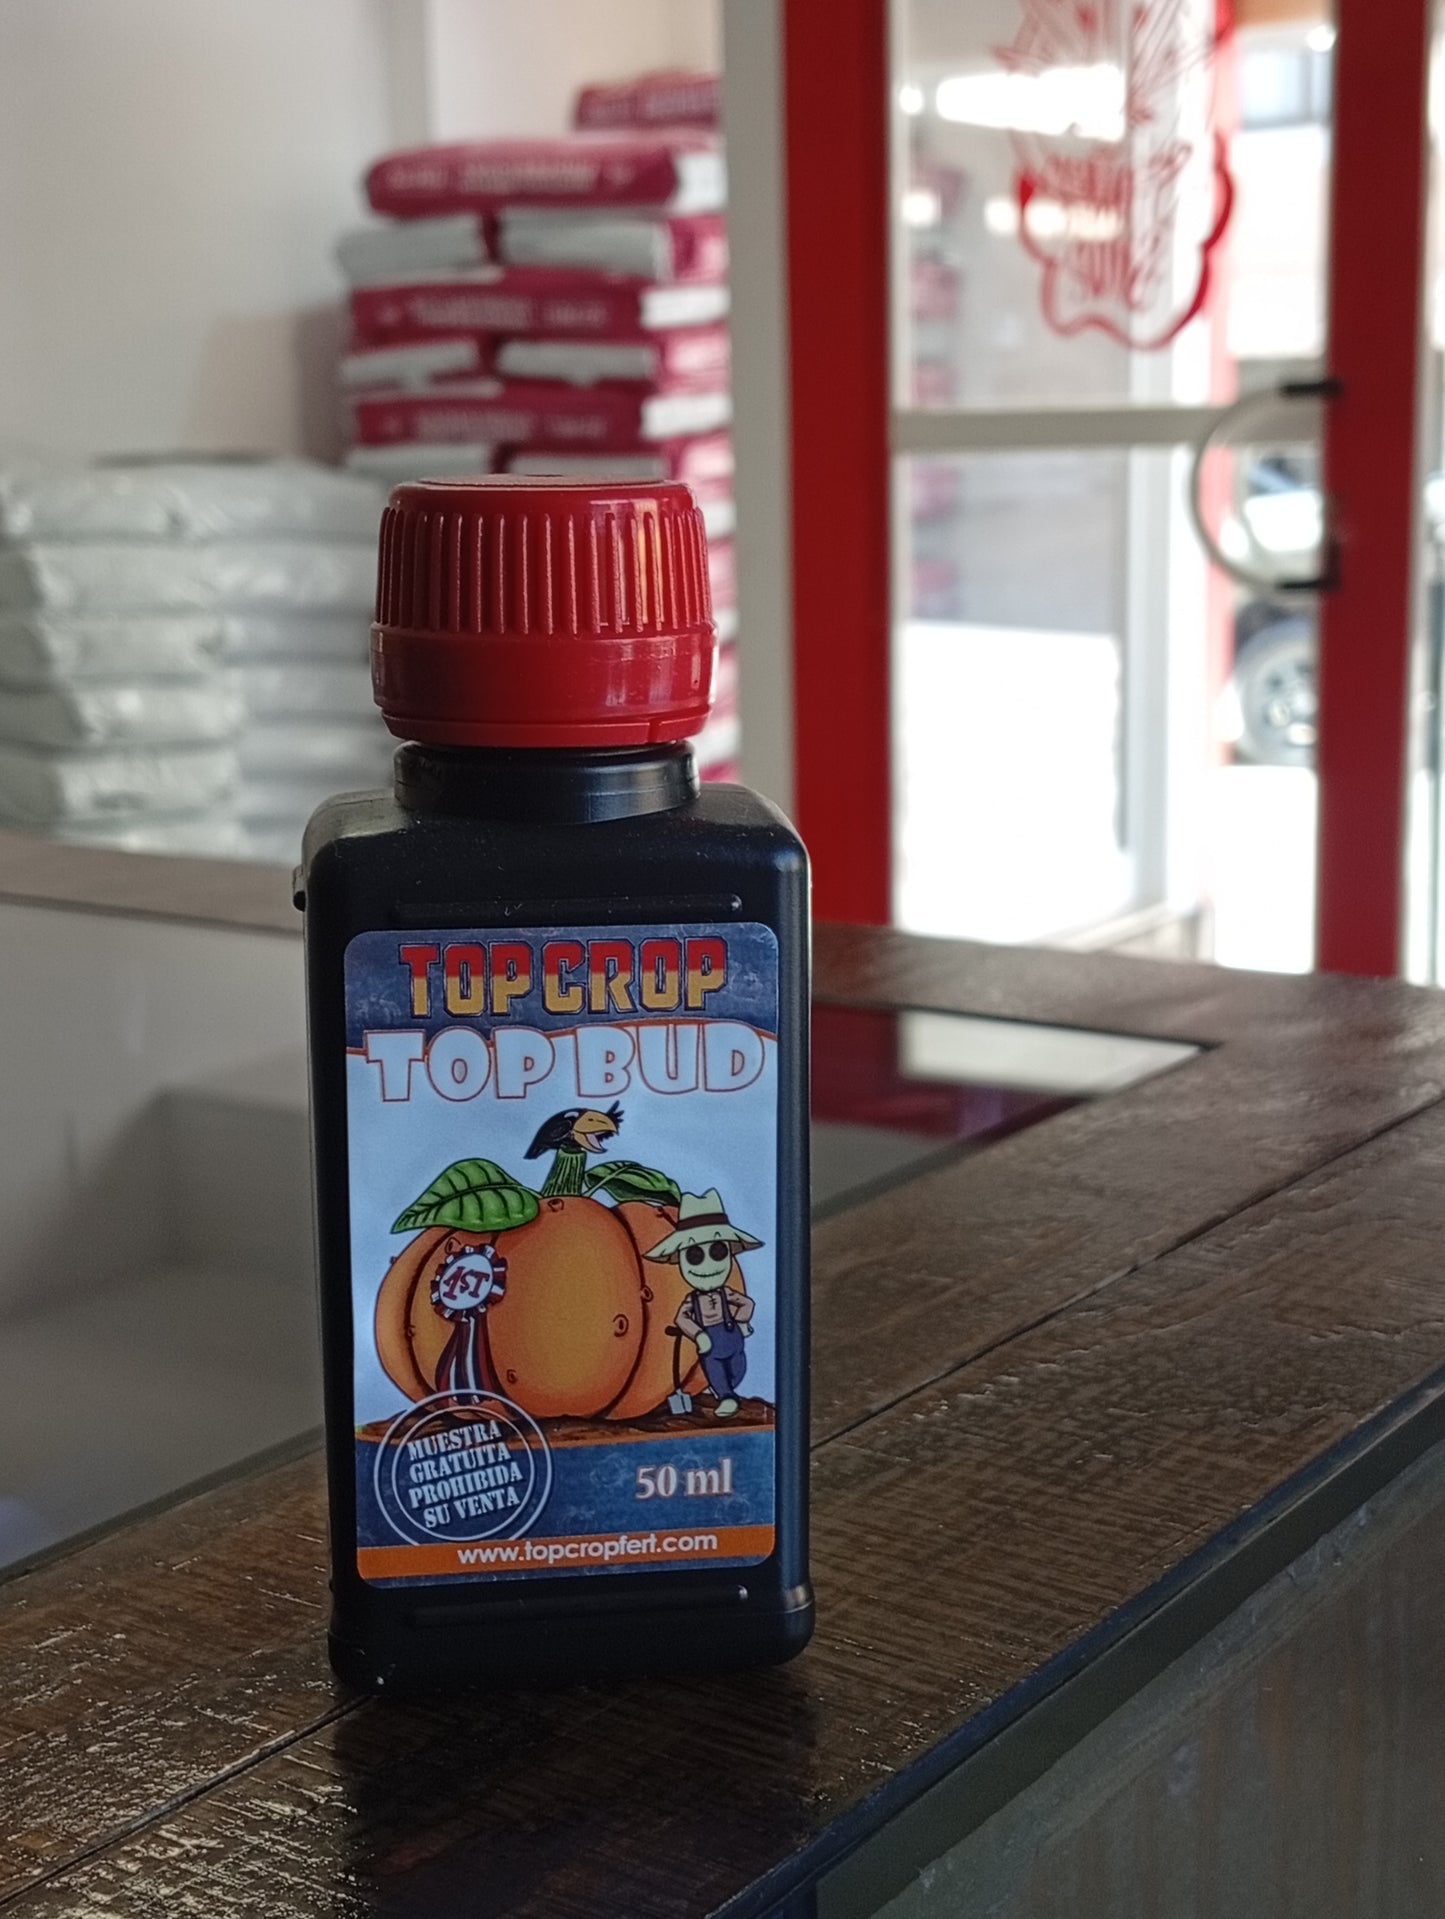 TOP CROP
TOP BUD
1ST
MUESTRA
GRATUITA
PROHIBIDA
SU VENTA
50 ml
www.topcropfert.com